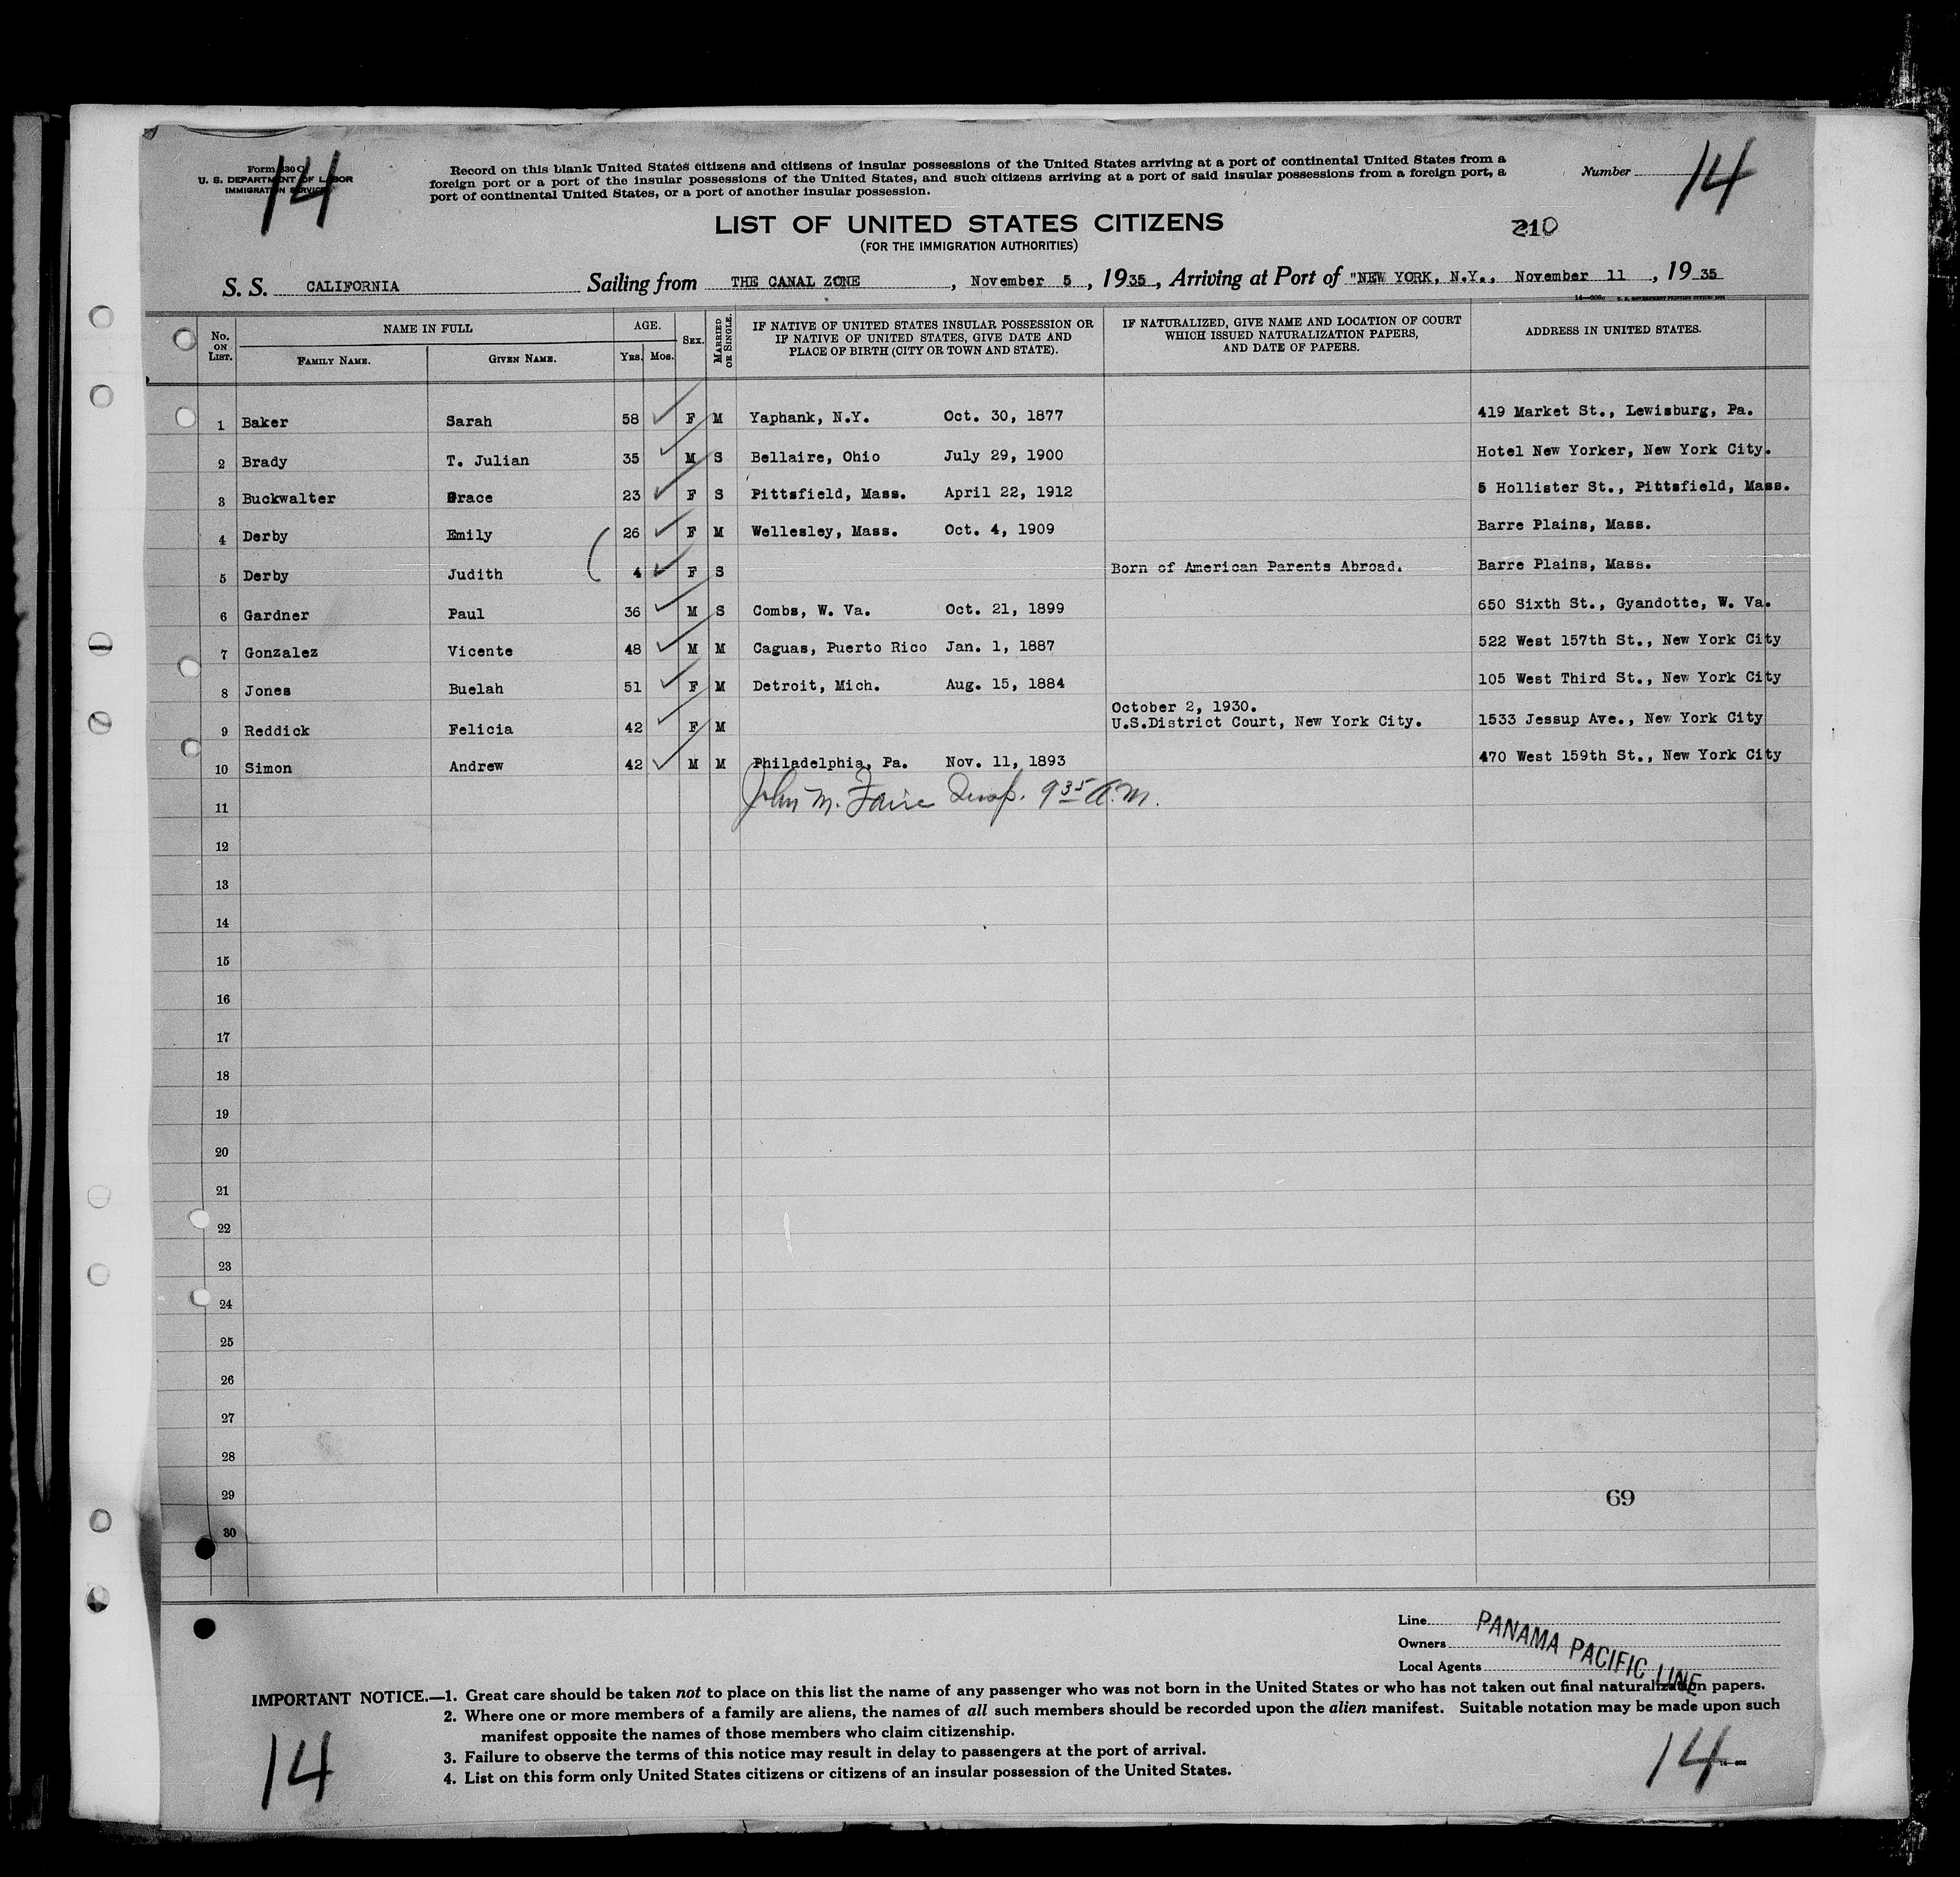 14
Form 630 C
U. S. DEPARTMENT OF LABOR
IMMIGRATION SERVICE
Record on this blank United States citizens and citizens of insular possessions of the United States arriving at a port of continental United States from a
foreign port or a port of the insular possessions of the United States, and such citizens arriving at a port of said insular possessions from a foreign port, a
port of continental United States, or a port of another insular possession.
Number 14
LIST OF UNITED STATES CITIZENS
(FOR THE IMMIGRATION AUTHORITIES)
210
S. S. CALIFORNIA Sailing from THE CANAL ZONE, November 5, 1935, Arriving at Port of "NEW YORK, N.Y., November 11, 1935
No. ON LIST. NAME IN FULL FAMILY NAME. GIVEN NAME. AGE. YRS. MOS. SEX. MARRIED OR SINGLE. IF NATIVE OF UNITED STATES INSULAR POSSESSION OR IF NATIVE OF UNITED STATES, GIVE DATE AND PLACE OF BIRTH (CITY OR TOWN AND STATE). IF NATURALIZED, GIVE NAME AND LOCATION OF COURT WHICH ISSUED NATURALIZATION PAPERS, AND DATE OF PAPERS. ADDRESS IN UNITED STATES.
1 Baker Sarah 58 F M Yaphank, N.Y. Oct. 30, 1877 419 Market St., Lewisburg, Pa.
2 Brady T. Julian 35 M S Bellaire, Ohio July 29, 1900 Hotel New Yorker, New York City.
3 Buckwalter Grace 23 F S Pittsfield, Mass. April 22, 1912 5 Hollister St., Pittsfield, Mass.
4 Derby Emily 26 F M Wellesley, Mass. Oct. 4, 1909 Barre Plains, Mass.
5 Derby Judith 4 F S Born of American Parents Abroad. Barre Plains, Mass.
6 Gardner Paul 36 M S Combs, W. Va. Oct. 21, 1899 650 Sixth St., Gyandotte, W. Va.
7 Gonzalez Vicente 48 M M Caguas, Puerto Rico Jan. 1, 1887 522 West 157th St., New York City
8 Jones Buelah 51 F M Detroit, Mich. Aug. 15, 1884 105 West Third St., New York City
October 2, 1930.
9 Reddick Felicia 42 F M U.S.District Court, New York City. 1533 Jessup Ave., New York City
10 Simon Andrew 42 M M Philadelphia, Pa. Nov. 11, 1893 470 West 159th St., New York City
11 John M. Faire Insp. 9 35 A.M.
12
13
14
15
16
17
18
19
20
21
22
23
24
25
26
27
28
29 69
30
Line PANAMA PACIFIC LINE
Owners
Local Agents
IMPORTANT NOTICE.—1. Great care should be taken not to place on this list the name of any passenger who was not born in the United States or who has not taken out final naturalization papers.
2. Where one or more members of a family are aliens, the names of all such members should be recorded upon the alien manifest. Suitable notation may be made upon such
manifest opposite the names of those members who claim citizenship.
3. Failure to observe the terms of this notice may result in delay to passengers at the port of arrival.
4. List on this form only United States citizens or citizens of an insular possession of the United States.
14
14